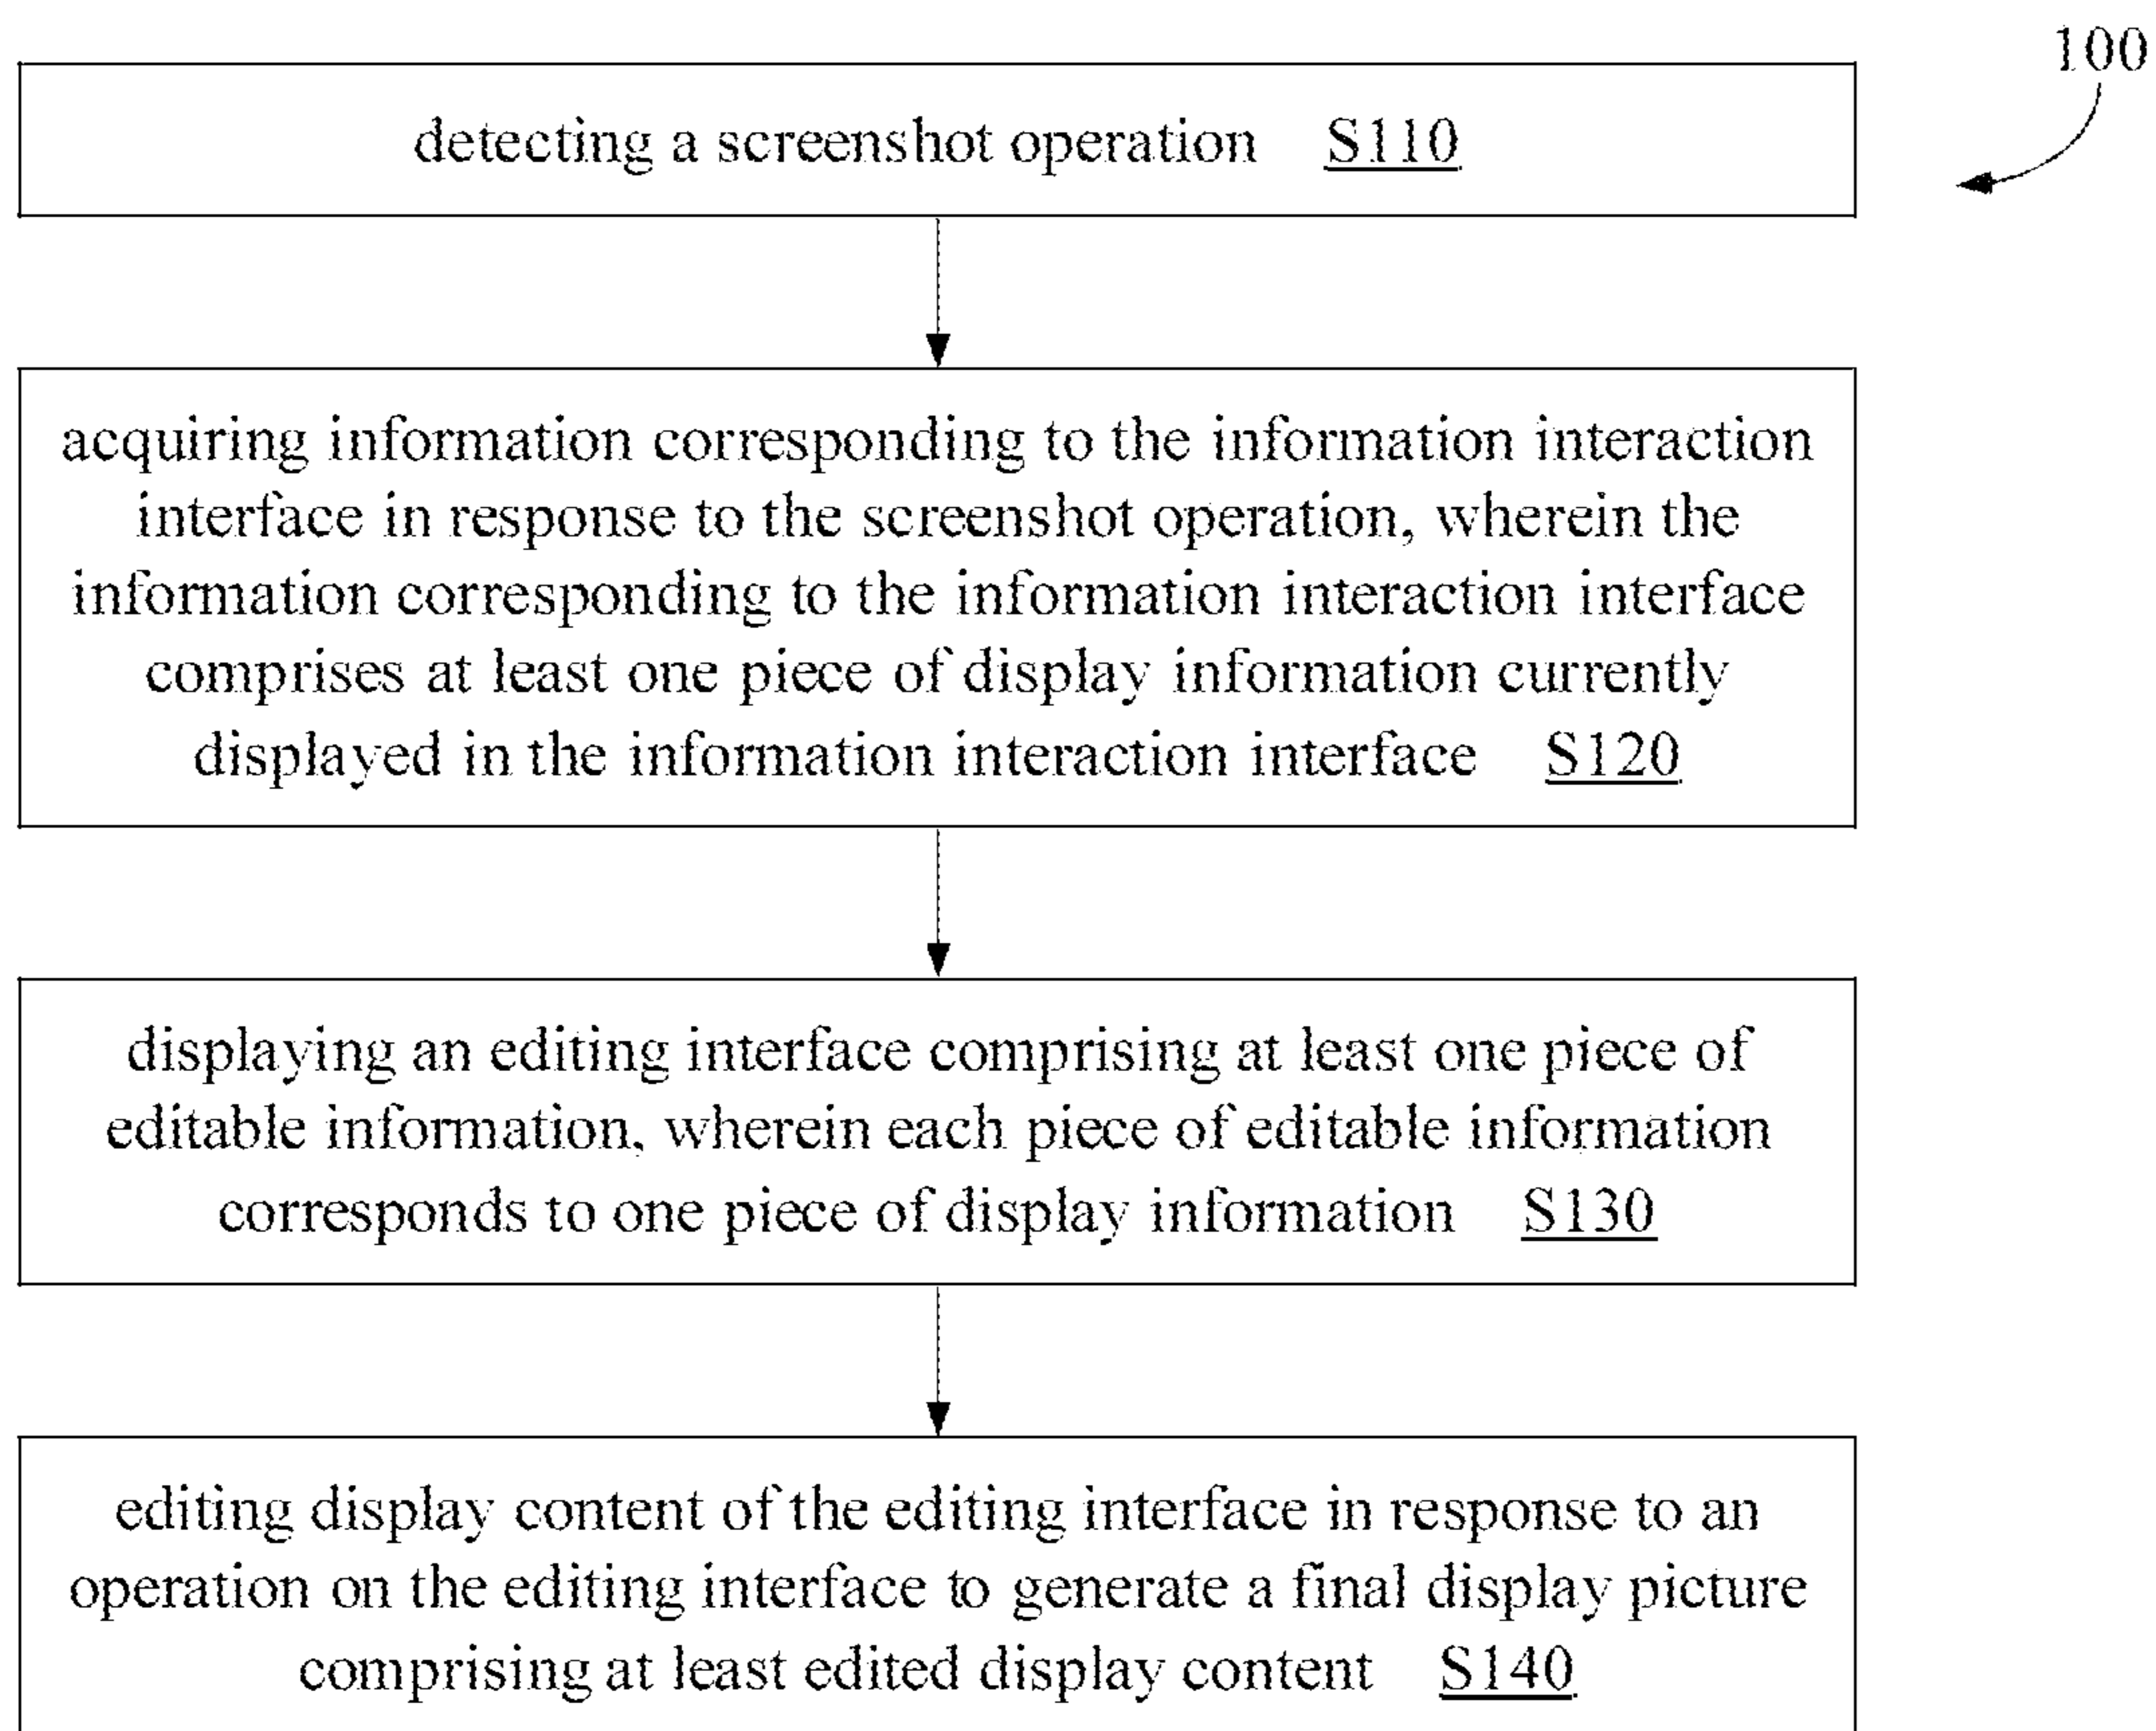 100
detecting a screenshot operation S110
acquiring information corresponding to the information interaction
interface in response to the screenshot operation, wherein the
information corresponding to the information interaction interface
comprises at least one piece of display information currently
displayed in the information interaction interface S120
displaying an editing interface comprising at least one piece of
editable information, wherein each piece of editable information
corresponds to one piece of display information S130
editing display content of the editing interface in response to an
operation on the editing interface to generate a final display picture
comprising at least edited display content S140